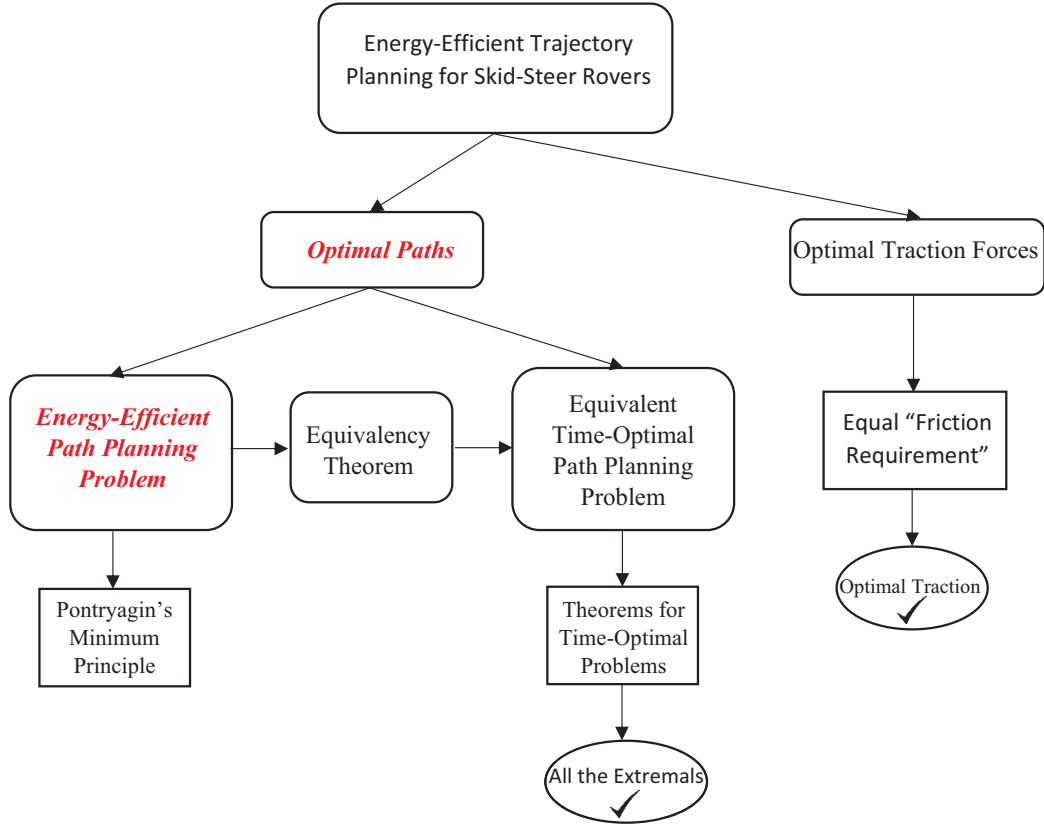 Energy-Efficient Trajectory
Planning for Skid-Steer Rovers
Optimal Paths
Optimal Traction Forces
Energy-Efficient
Path Planning
Problem
Equivalency
Theorem
Equivalent
Time-Optimal
Path Planning
Problem
Equal “Friction
Requirement”
Pontryagin’s
Minimum
Principle
Theorems for
Time-Optimal
Problems
Optimal Traction
All the Extremals